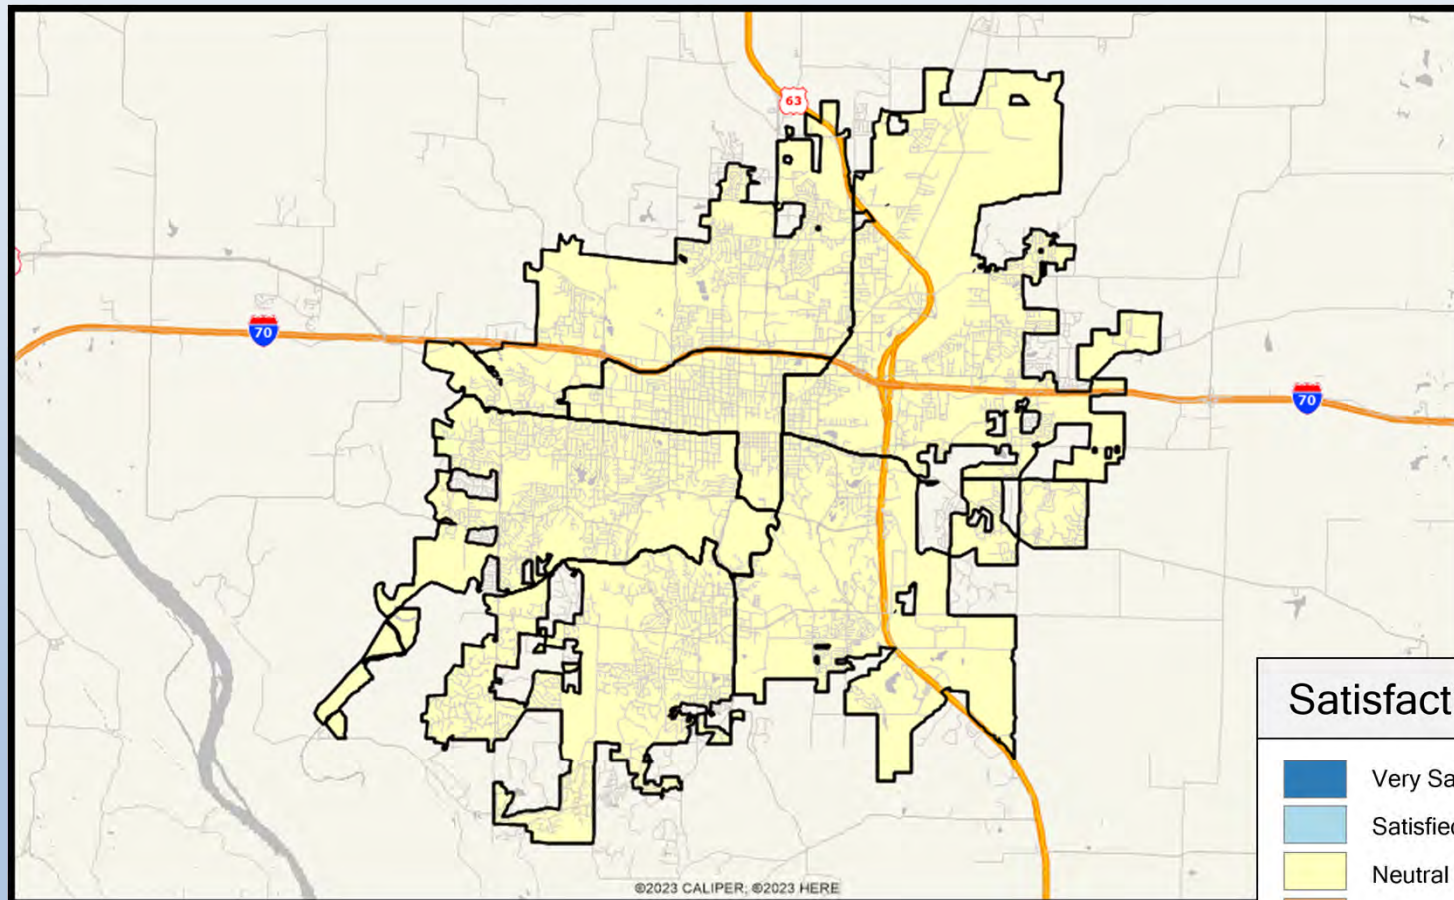 63
70
70
Satisfact
Very Sa
Satisfied
Neutral
©2023 CALIPER; ©2023 HERE